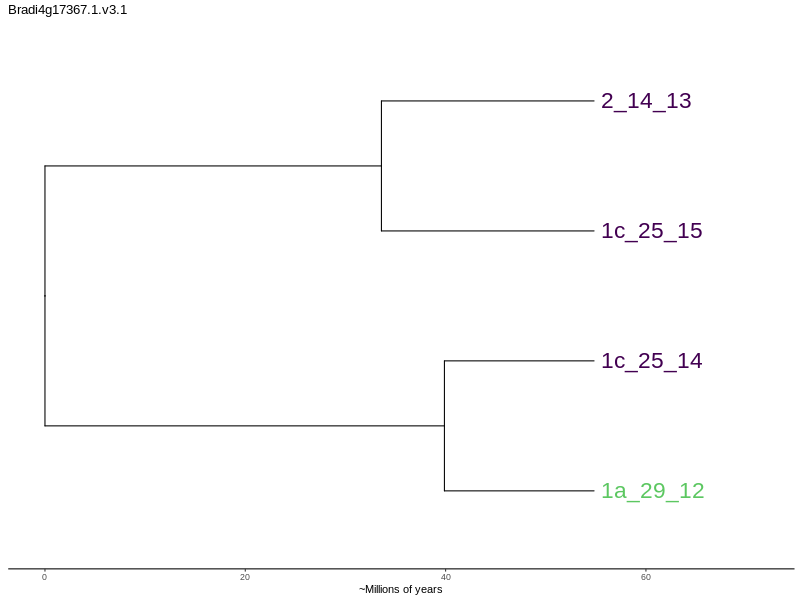 Bradi4g17367.1.v3.1
2_14_13
1c_25_15
1c_25_14
1a_29_12
0 20 40 60
~Millions of years